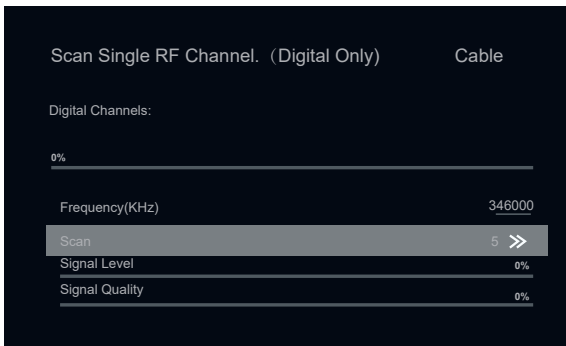 Scan Single RF Channel.（Digital Only) Cable
Digital Channels:
0%
Frequency(KHz) 346000
Scan 5
Signal Level 0%
Signal Quality 0%